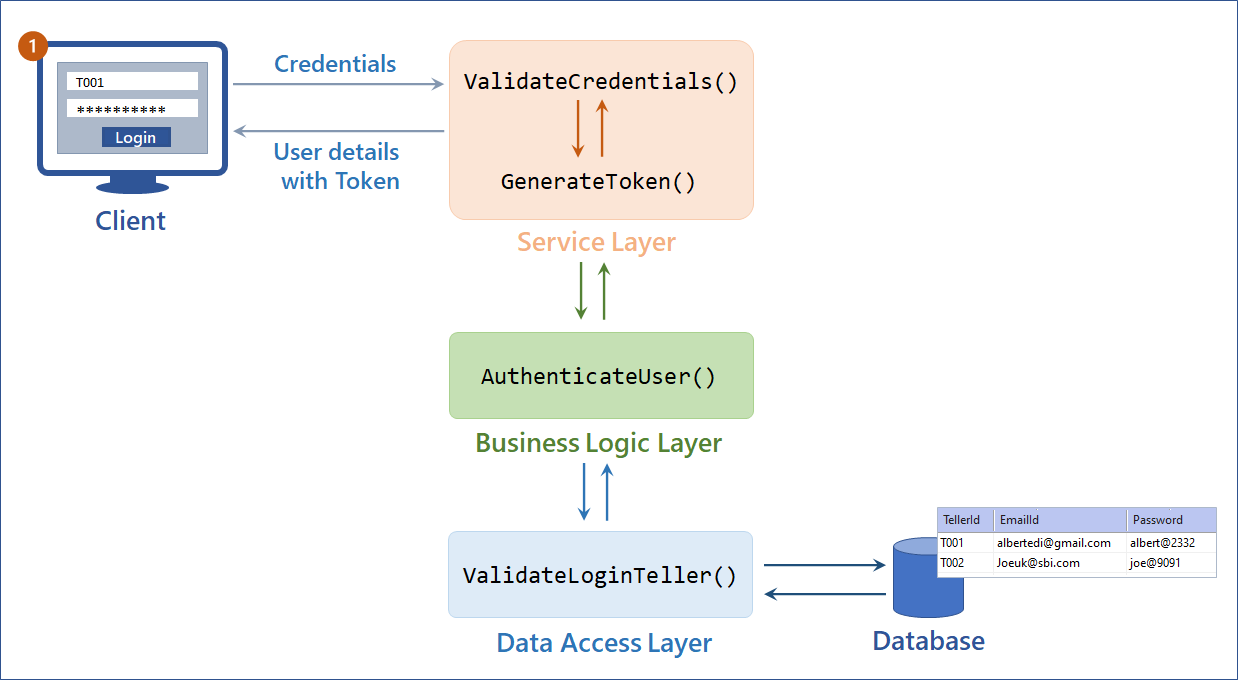 1
T001
**********
Login
Client
Credentials
User details
with Token
ValidateCredentials()
GenerateToken()
Service Layer
AuthenticateUser()
Business Logic Layer
ValidateLoginTeller()
Data Access Layer
TellerId EmailId Password
T001 albertedi@gmail.com albert@2332
T002 Joeuk@sbi.com joe@9091
Database